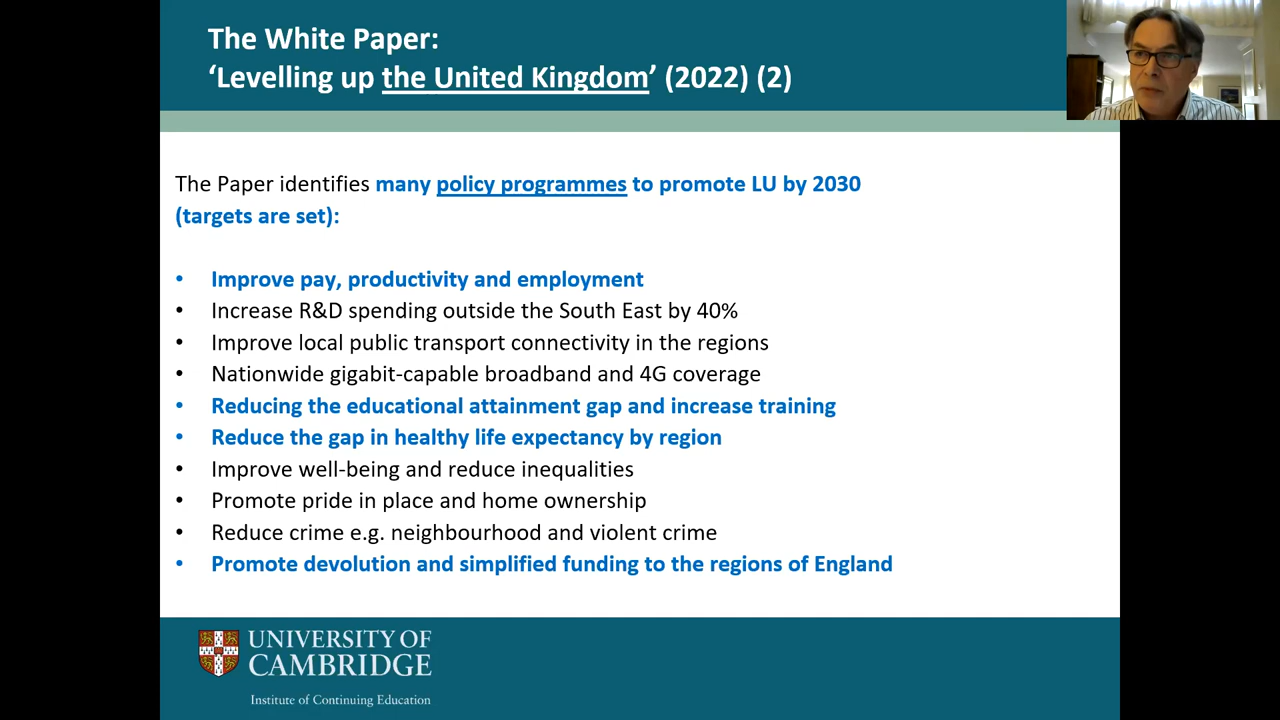 The White Paper:
‘Levelling up the United Kingdom’ (2022) (2)
The Paper identifies many policy programmes to promote LU by 2030
(targets are set):
• Improve pay, productivity and employment
• Increase R&D spending outside the South East by 40%
• Improve local public transport connectivity in the regions
• Nationwide gigabit-capable broadband and 4G coverage
• Reducing the educational attainment gap and increase training
• Reduce the gap in healthy life expectancy by region
• Improve well-being and reduce inequalities
• Promote pride in place and home ownership
• Reduce crime e.g. neighbourhood and violent crime
• Promote devolution and simplified funding to the regions of England
UNIVERSITY OF
CAMBRIDGE
Institute of Continuing Education